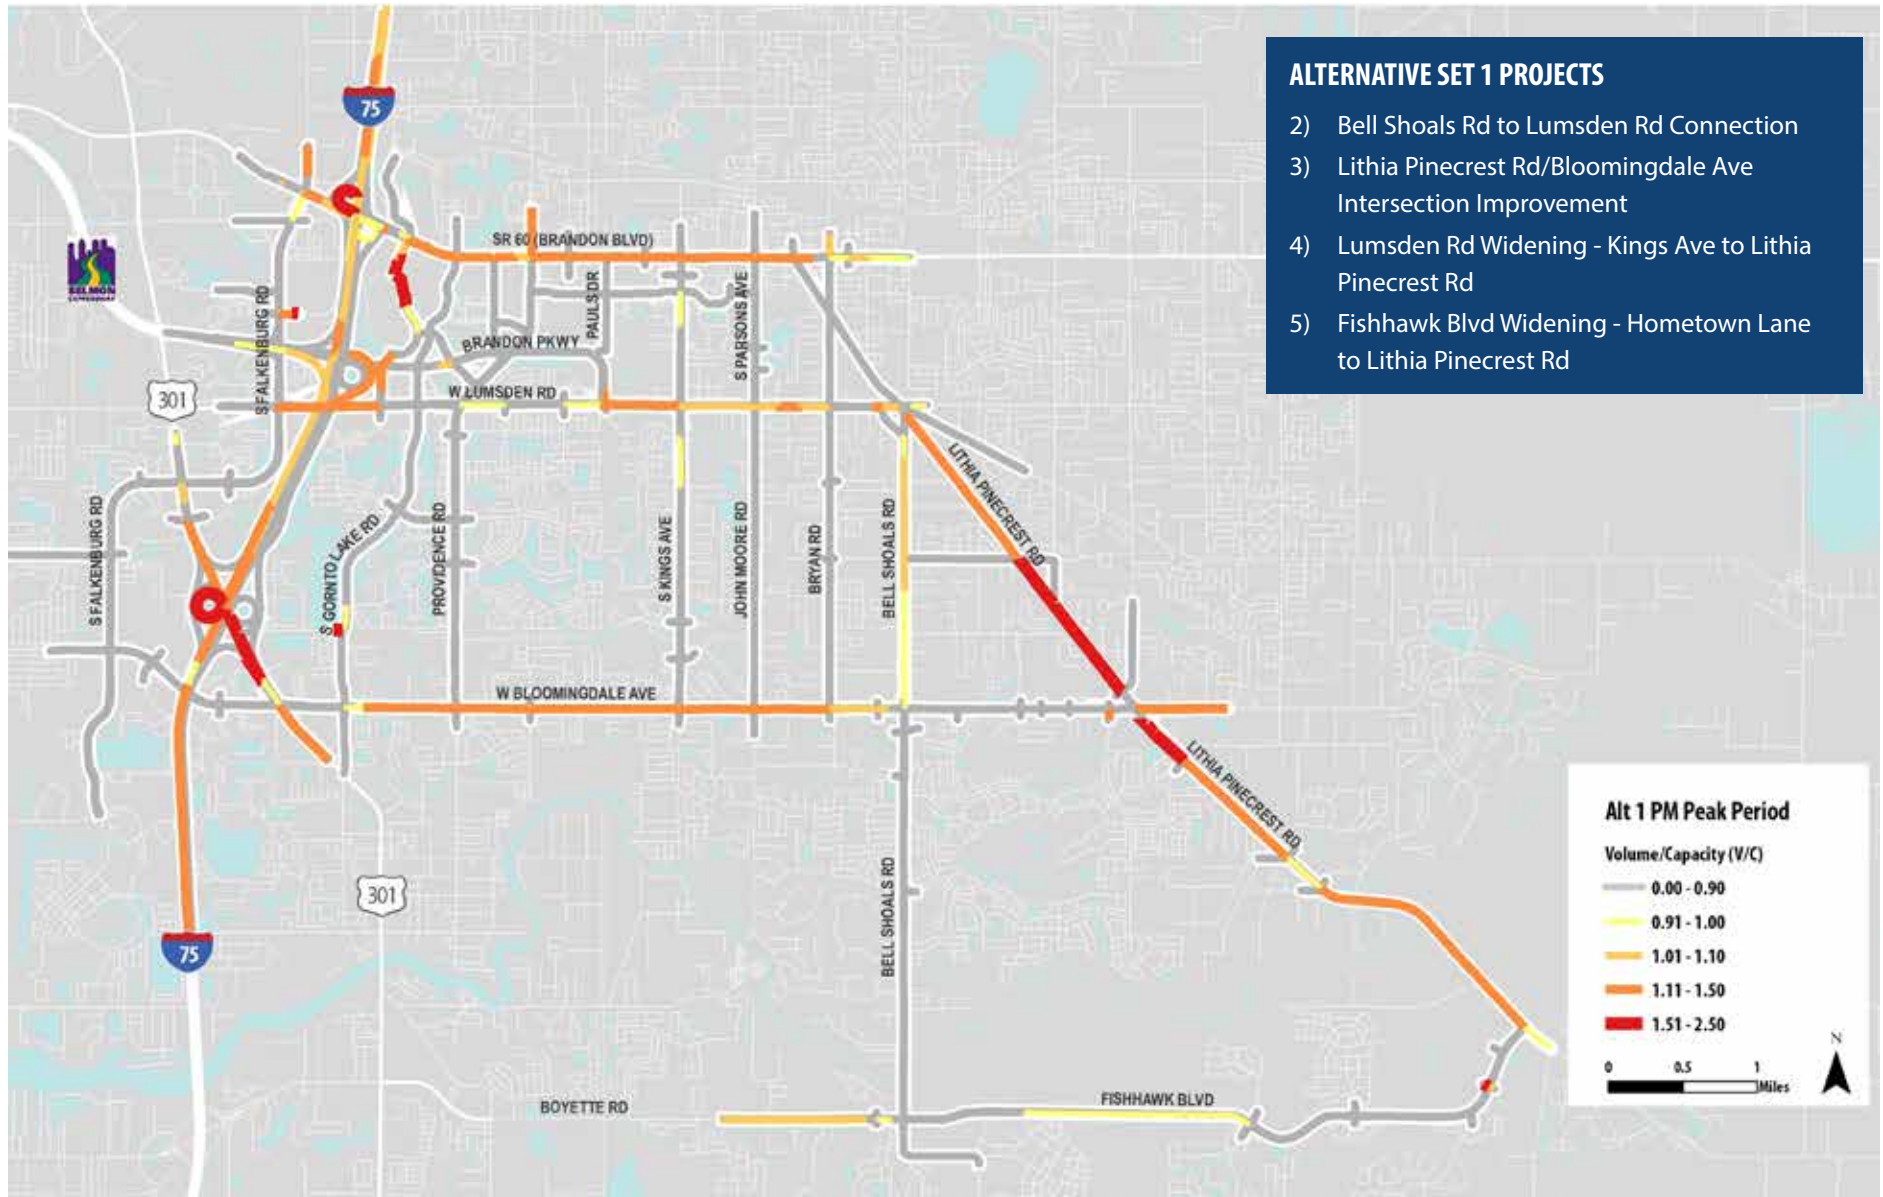 ALTERNATIVE SET 1 PROJECTS
2) Bell Shoals Rd to Lumsden Rd Connection
3) Lithia Pinecrest Rd/Bloomingdale Ave
Intersection Improvement
4) Lumsden Rd Widening - Kings Ave to Lithia
Pinecrest Rd
5) Fishhawk Blvd Widening - Hometown Lane
to Lithia Pinecrest Rd
75
SR 60 (BRANDON BLVD)
BELMON
S FALKENBURG RD
PAULS DR
S PARSONS AVE
BRANDON PKWY
301
W LUMSDEN RD
LITHIA PINECREST RD
S FALKENBURG RD
S GORNTO LAKE RD
PROVIDENCE RD
S KINGS AVE
JOHN MOORE RD
BRYAN RD
BELL SHOALS RD
W BLOOMINGDALE AVE
LITHIA PINECREST RD
301
BELL SHOALS RD
75
BOYETTE RD
FISHHAWK BLVD
Alt 1 PM Peak Period
Volume/Capacity (V/C)
0.00 - 0.90
0.91 - 1.00
1.01 - 1.10
1.11 - 1.50
1.51 - 2.50
N
0 0.5 1
Miles